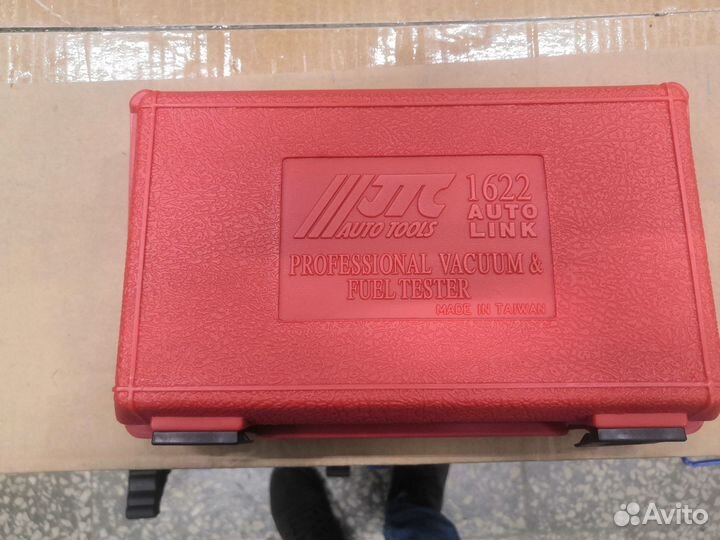 JTC 1622
AUTO TOOLS AUTO LINK
PROFESSIONAL VACUUM &
FUEL TESTER
MADE IN TAIWAN
Avito